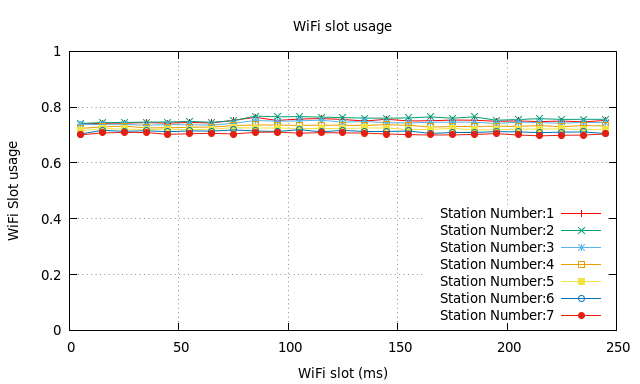 WiFi slot usage
1
0.8
0.6
0.4
0.2
0
WiFi Slot usage
Station Number:1
Station Number:2
Station Number:3
Station Number:4
Station Number:5
Station Number:6
Station Number:7
0 50 100 150 200 250
WiFi slot (ms)